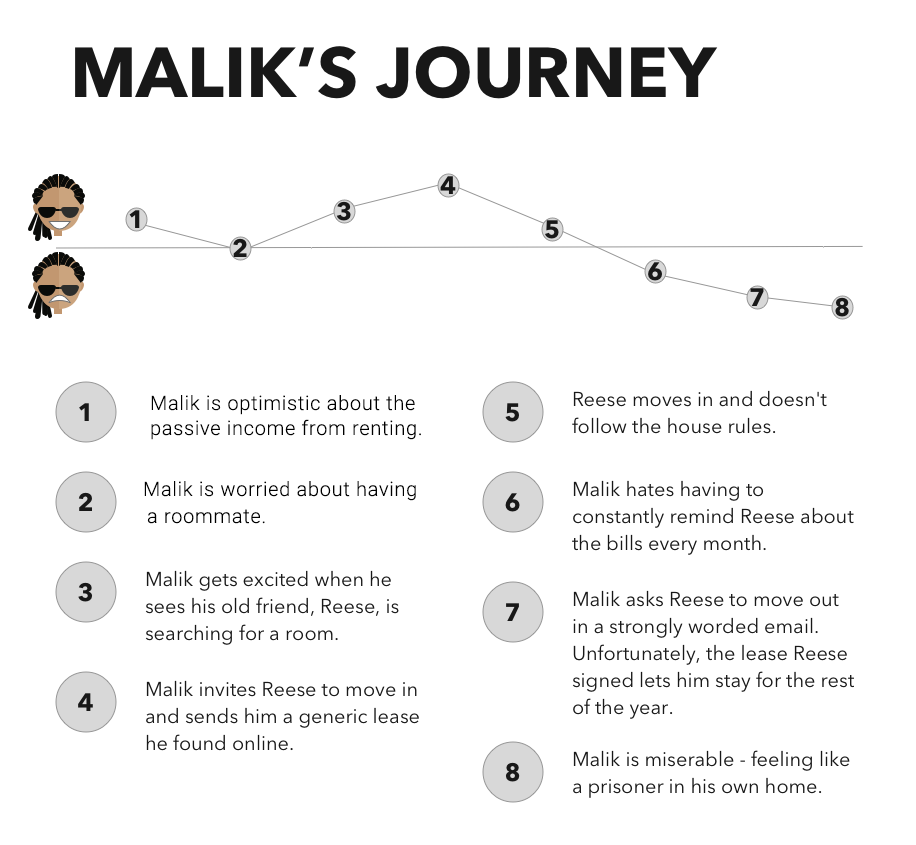 MALIK’S JOURNEY
1
2
3
4
5
6
7
8
1
Malik is optimistic about the
passive income from renting.
2
Malik is worried about having
a roommate.
3
Malik gets excited when he
sees his old friend, Reese, is
searching for a room.
4
Malik invites Reese to move in
and sends him a generic lease
he found online.
5
Reese moves in and doesn't
follow the house rules.
6
Malik hates having to
constantly remind Reese about
the bills every month.
7
Malik asks Reese to move out
in a strongly worded email.
Unfortunately, the lease Reese
signed lets him stay for the rest
of the year.
8
Malik is miserable - feeling like
a prisoner in his own home.